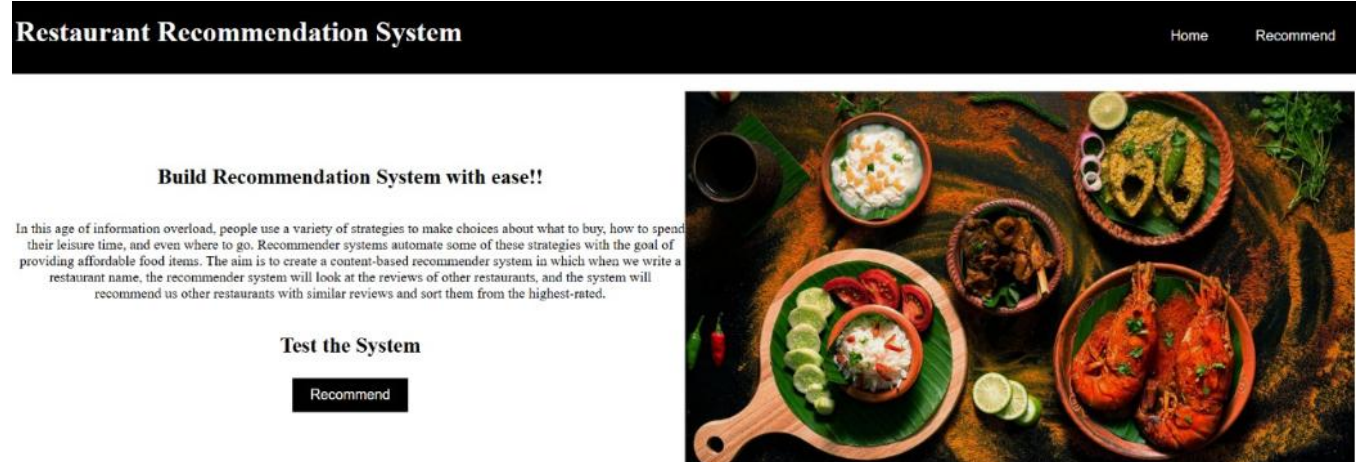 Restaurant Recommendation System
Home
Recommend
Build Recommendation System with ease!!
In this age of information overload, people use a variety of strategies to make choices about what to buy, how to spend
their leisure time, and even where to go. Recommender systems automate some of these strategies with the goal of
providing affordable food items. The aim is to create a content-based recommender system in which when we write a
restaurant name, the recommender system will look at the reviews of other restaurants, and the system will
recommend us other restaurants with similar reviews and sort them from the highest-rated.
Test the System
Recommend